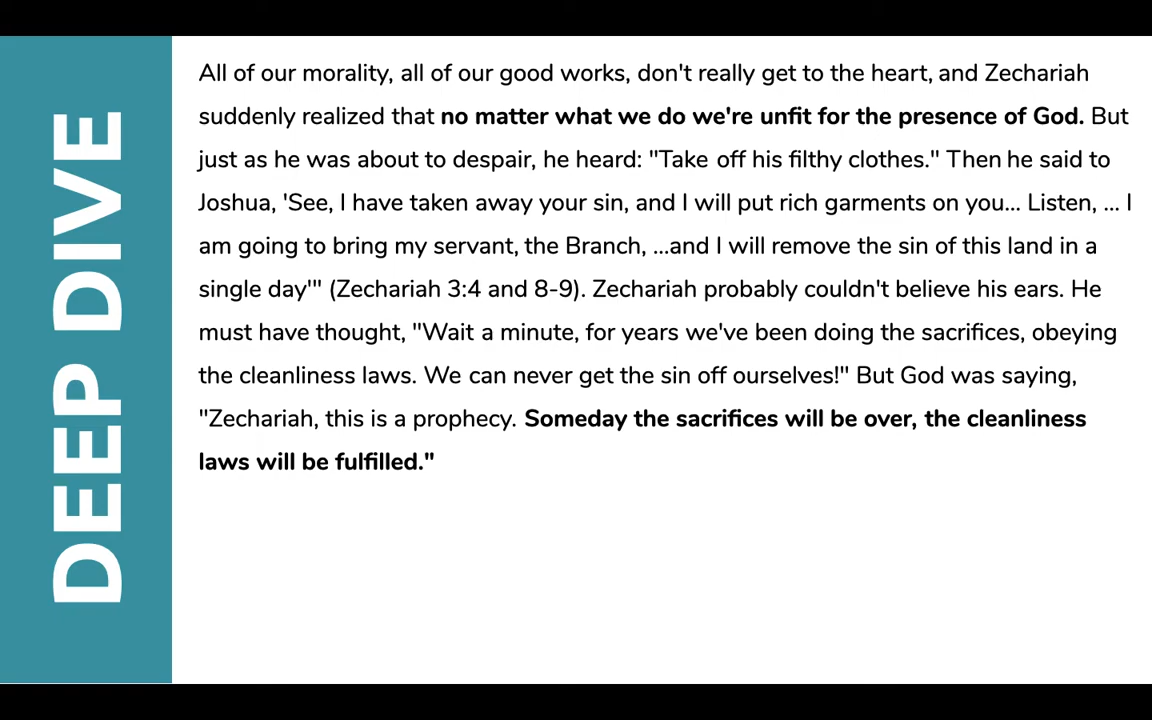 DEEP DIVE
All of our morality, all of our good works, don't really get to the heart, and Zechariah
suddenly realized that no matter what we do we're unfit for the presence of God. But
just as he was about to despair, he heard: "Take off his filthy clothes." Then he said to
Joshua, 'See, I have taken away your sin, and I will put rich garments on you... Listen, ... I
am going to bring my servant, the Branch, ...and I will remove the sin of this land in a
single day'" (Zechariah 3:4 and 8-9). Zechariah probably couldn't believe his ears. He
must have thought, "Wait a minute, for years we've been doing the sacrifices, obeying
the cleanliness laws. We can never get the sin off ourselves!" But God was saying,
"Zechariah, this is a prophecy. Someday the sacrifices will be over, the cleanliness
laws will be fulfilled."